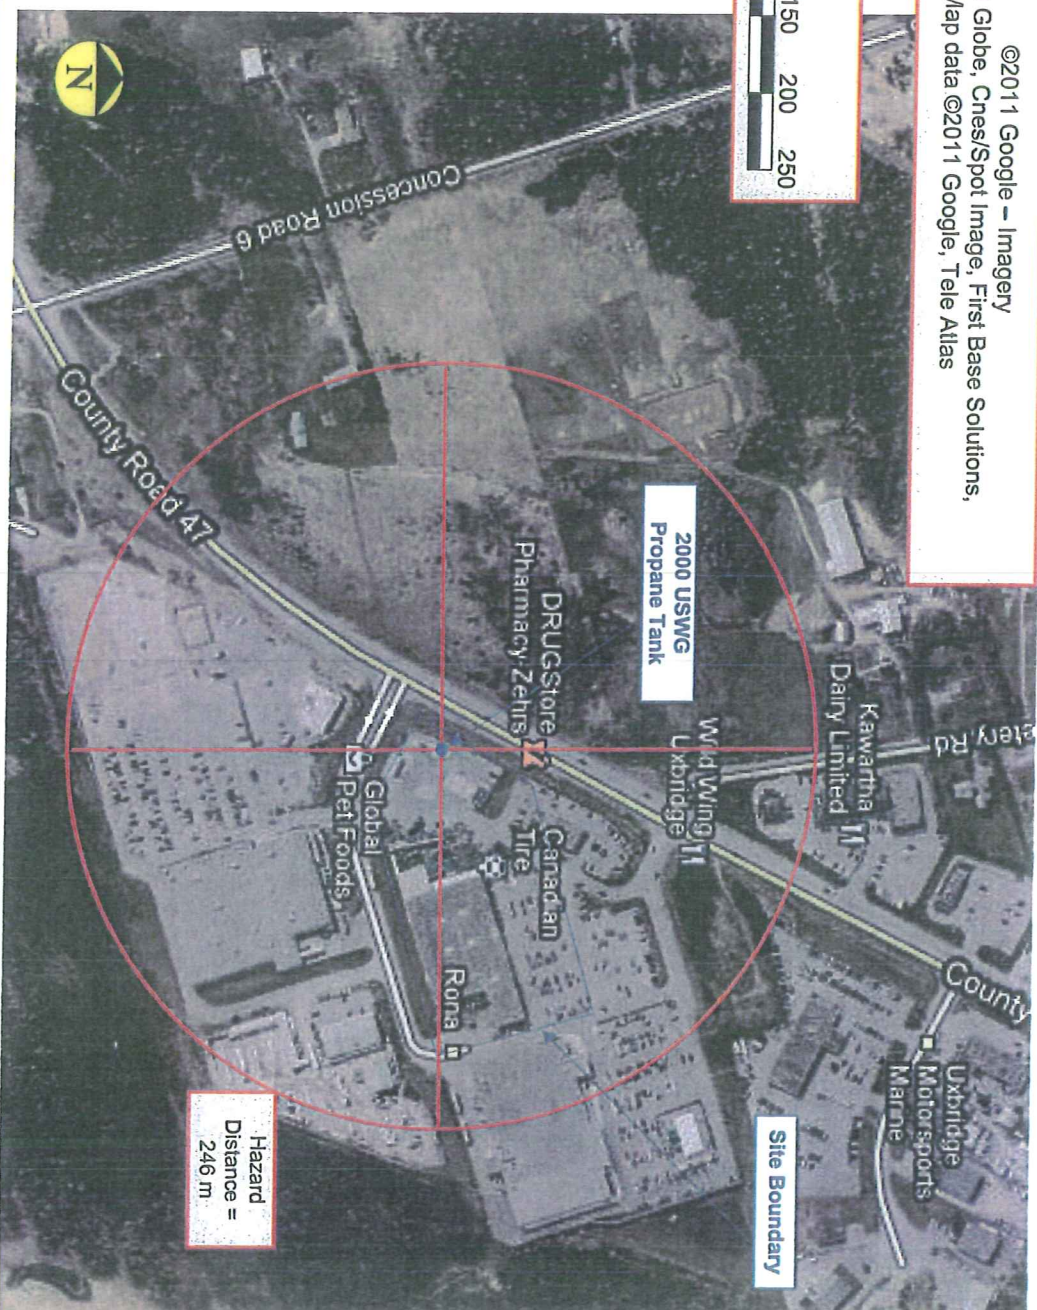 ©2011 Google – Imagery
Globe, Cnes/Spot Image, First Base Solutions,
Map data ©2011 Google, Tele Atlas
150 200 250
N
Concession Road 6
County Road 47
2000 USWG
Propane Tank
DRUGStore
Pharmacy Zehrs
Wild Wing
Uxbridge
Kawartha
Dairy Limited
etery Rd
Global
Pet Foods
Canadian
Tire
Rona
County
Uxbridge
Motorsports
Marine
Site Boundary
Hazard
Distance =
246 m